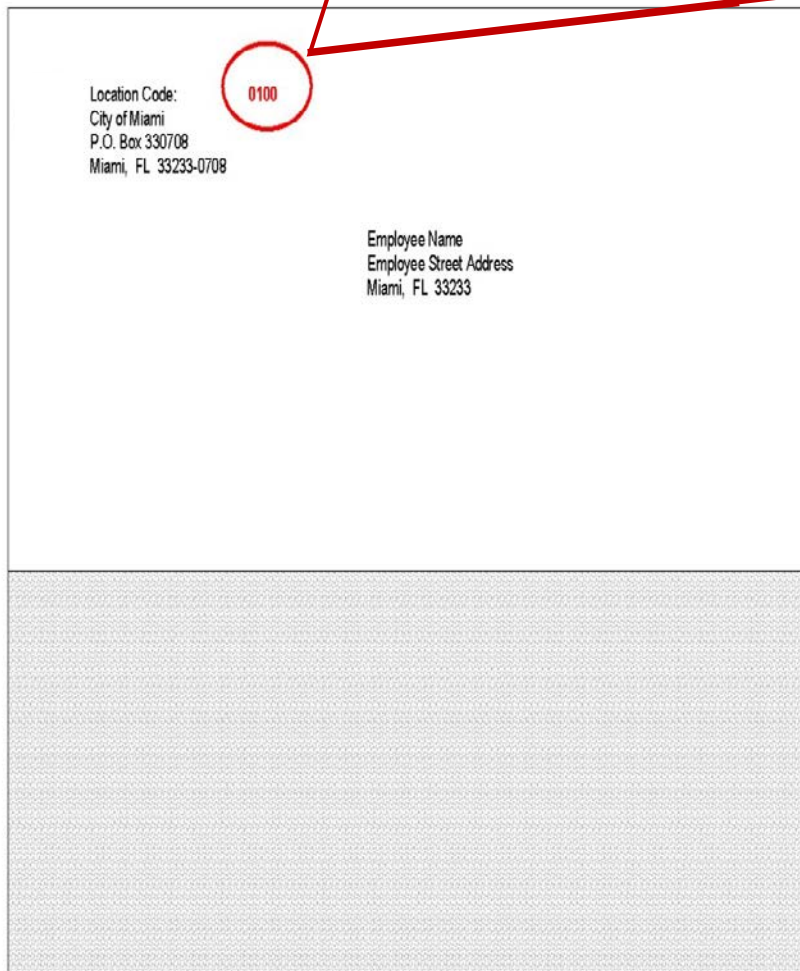 Location Code: 0100
City of Miami
P.O. Box 330708
Miami, FL 33233-0708
Employee Name
Employee Street Address
Miami, FL 33233